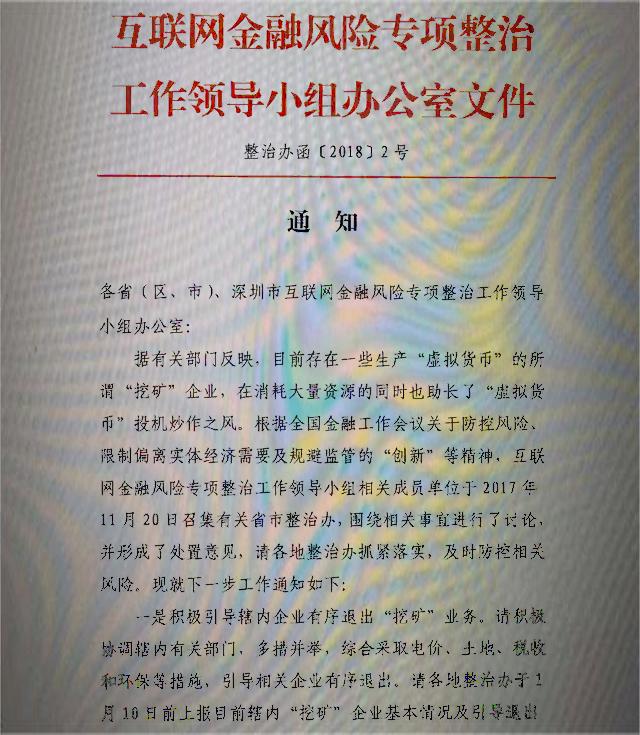 互联网金融风险专项整治
工作领导小组办公室文件
整治办函〔2018〕2号
通 知
各省（区、市）、深圳市互联网金融风险专项整治工作领导
小组办公室：
据有关部门反映，目前存在一些生产“虚拟货币”的所
谓“挖矿”企业，在消耗大量资源的同时也助长了“虚拟货
币”投机炒作之风。根据全国金融工作会议关于防控风险、
限制偏离实体经济需要及规避监管的“创新”等精神，互联
网金融风险专项整治工作领导小组相关成员单位于2017年
11月20日召集有关省市整治办，围绕相关事宜进行了讨论，
并形成了处置意见，请各地整治办抓紧落实，及时防控相关
风险。现就下一步工作通知如下：
一是积极引导辖内企业有序退出“挖矿”业务。请积极
协调辖内有关部门，多措并举，综合采取电价、土地、税收
和环保等措施，引导相关企业有序退出。请各地整治办于1
月10日前上报目前辖内“挖矿”企业基本情况及引导退出